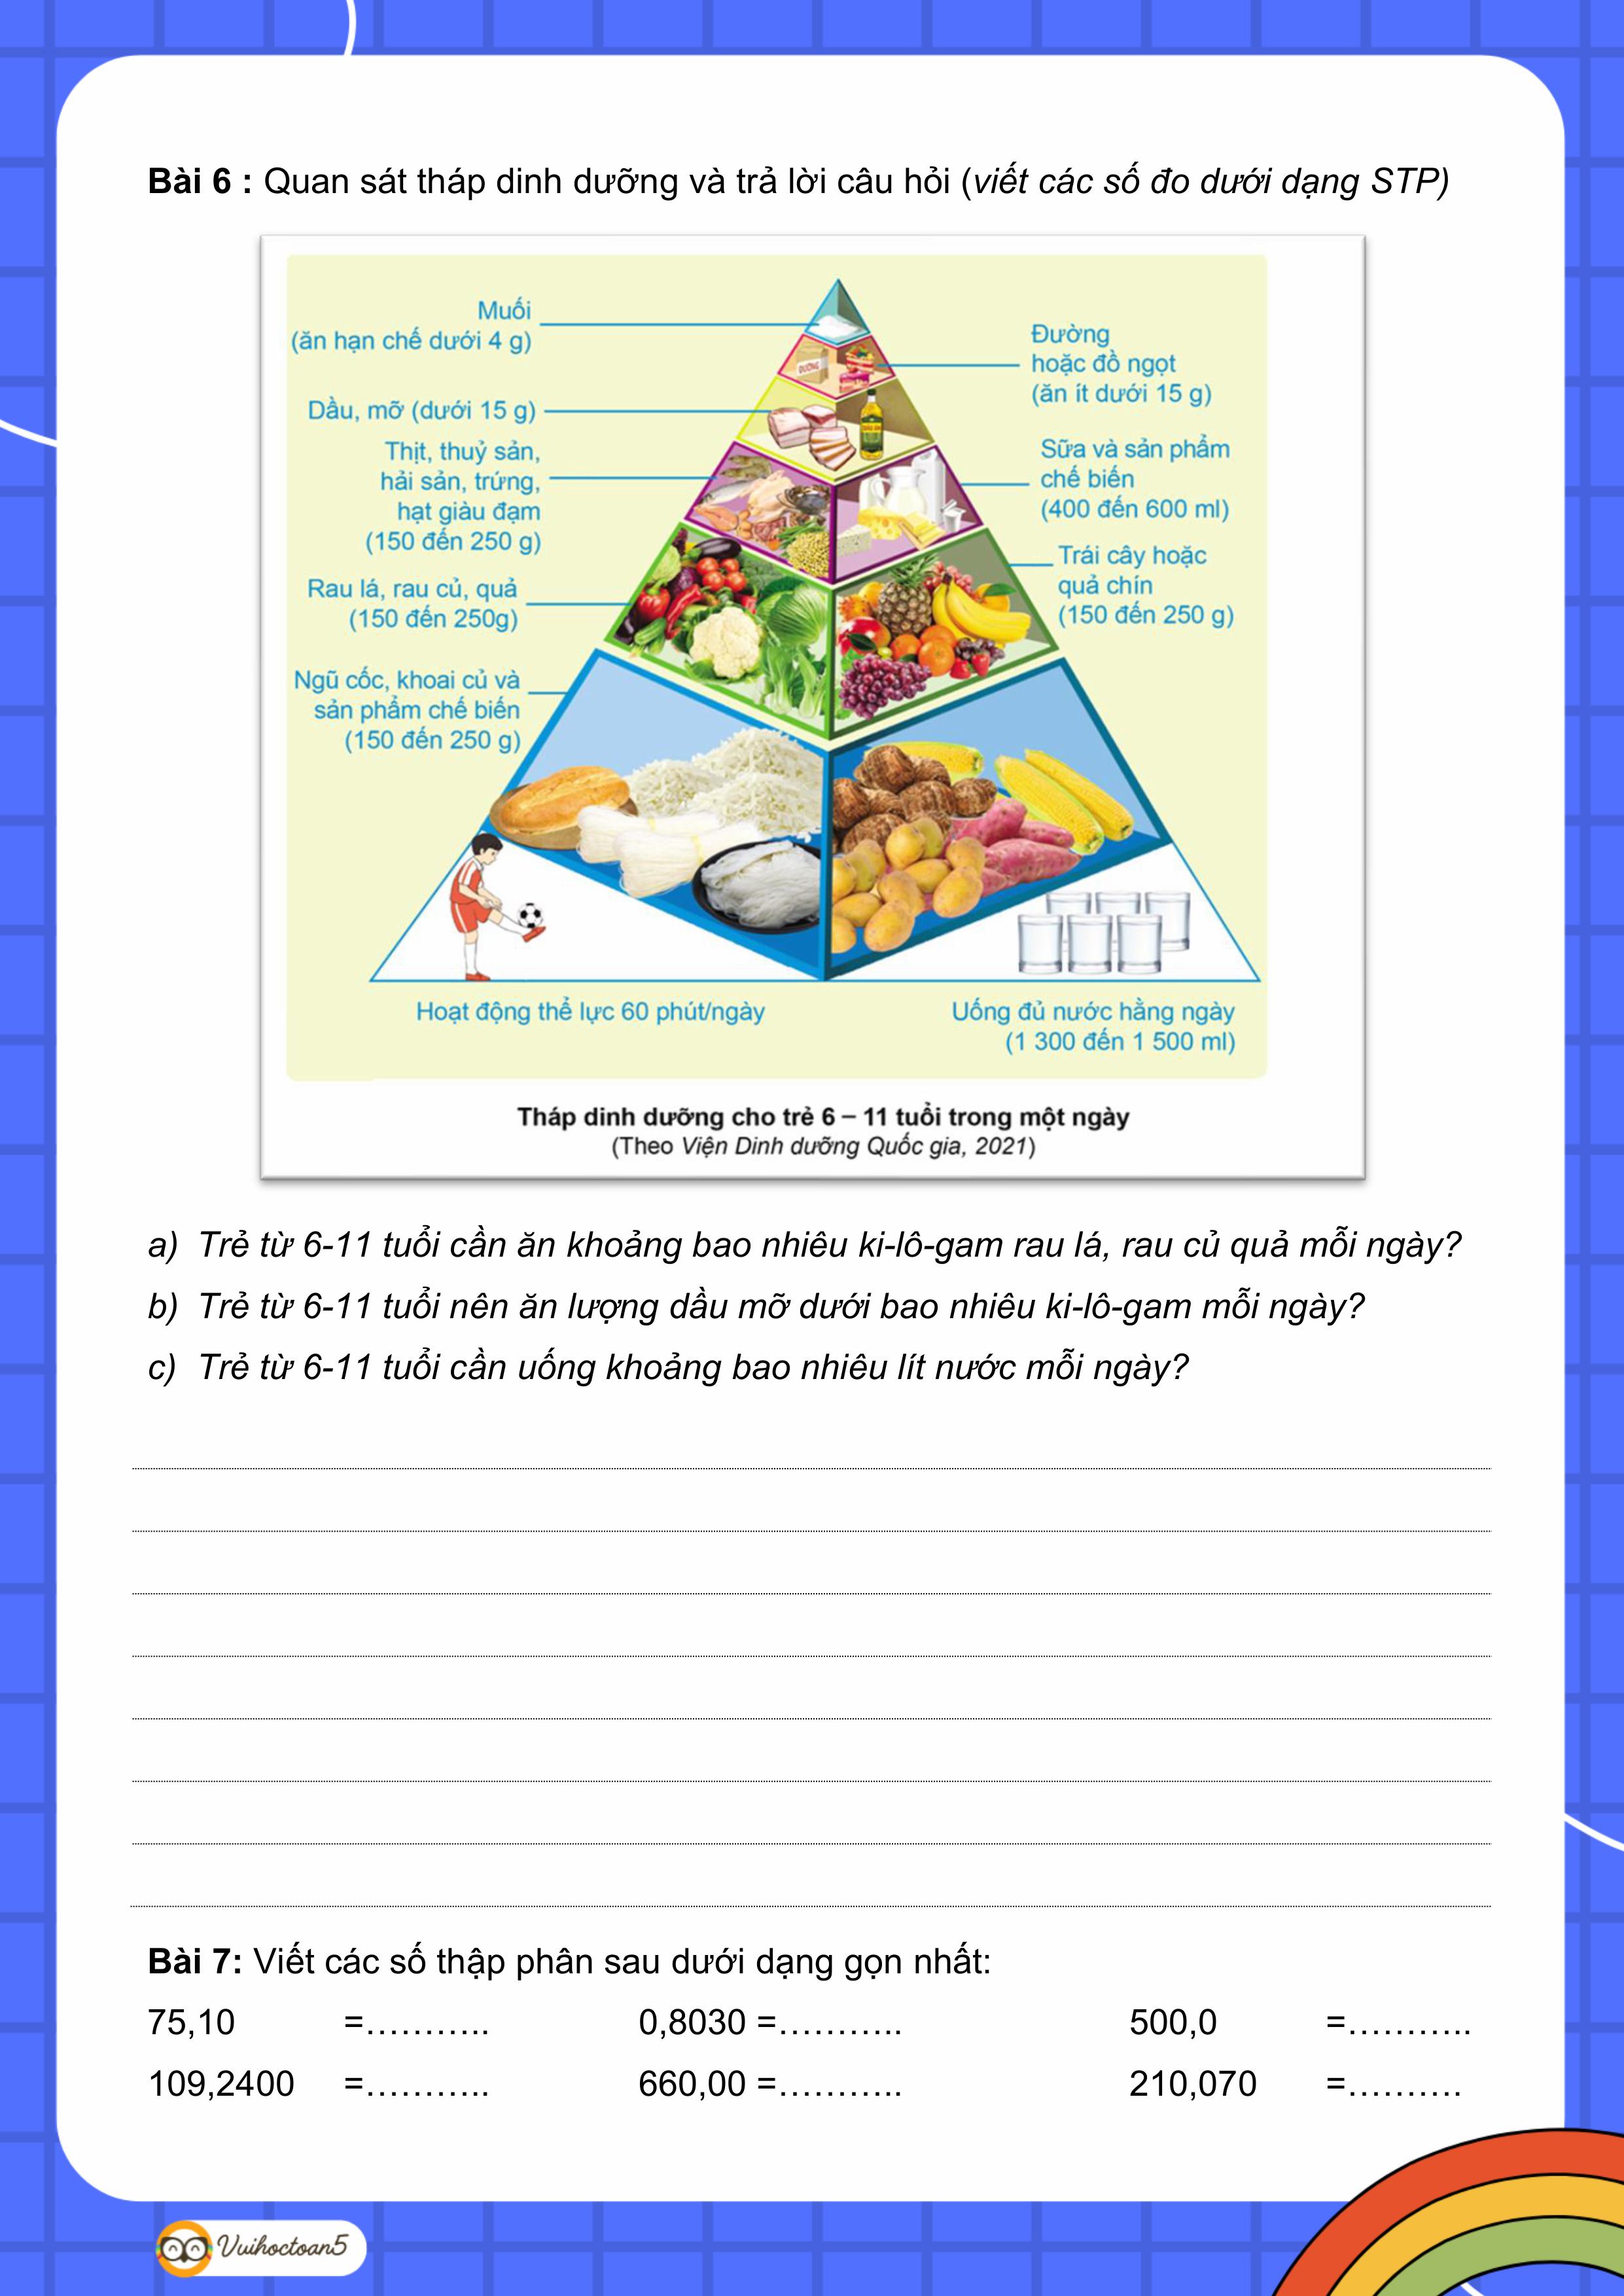 Bài 6 : Quan sát tháp dinh dưỡng và trả lời câu hỏi (viết các số đo dưới dạng STP)
Muối
(ăn hạn chế dưới 4 g)
Đường
hoặc đồ ngọt
(ăn ít dưới 15 g)
ĐƯỜNG
Dầu, mỡ (dưới 15 g)
Thịt, thuỷ sản,
hải sản, trứng,
hạt giàu đạm
(150 đến 250 g)
Sữa và sản phẩm
chế biến
(400 đến 600 ml)
Rau lá, rau củ, quả
(150 đến 250g)
Trái cây hoặc
quả chín
(150 đến 250 g)
Ngũ cốc, khoai củ và
sản phẩm chế biến
(150 đến 250 g)
Hoạt động thể lực 60 phút/ngày
Uống đủ nước hằng ngày
(1 300 đến 1 500 ml)
Tháp dinh dưỡng cho trẻ 6 – 11 tuổi trong một ngày
(Theo Viện Dinh dưỡng Quốc gia, 2021)
a) Trẻ từ 6-11 tuổi cần ăn khoảng bao nhiêu ki-lô-gam rau lá, rau củ quả mỗi ngày?
b) Trẻ từ 6-11 tuổi nên ăn lượng dầu mỡ dưới bao nhiêu ki-lô-gam mỗi ngày?
c) Trẻ từ 6-11 tuổi cần uống khoảng bao nhiêu lít nước mỗi ngày?
Bài 7: Viết các số thập phân sau dưới dạng gọn nhất:
75,10 =……….. 0,8030 =……….. 500,0 =………..
109,2400 =……….. 660,00 =……….. 210,070 =……….
Vuihoctoan5